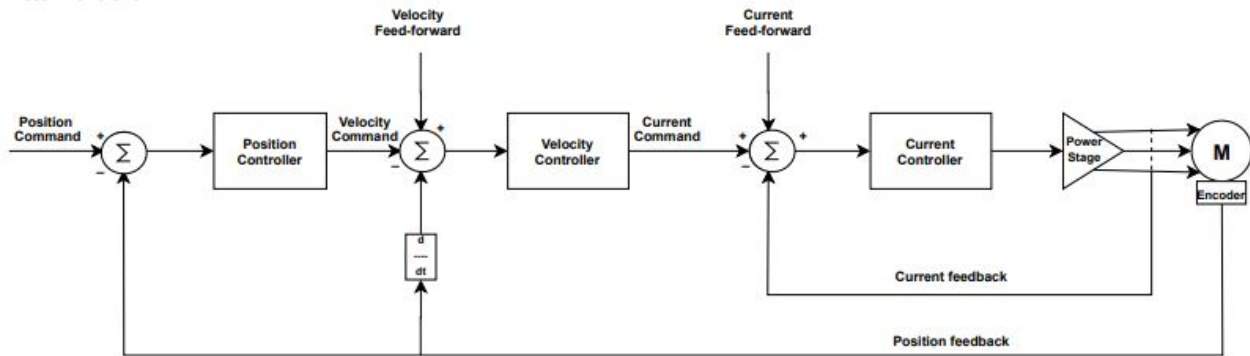 Velocity
Feed-forward
Current
Feed-forward
Position
Command
+
−
Σ
Position
Controller
Velocity
Command
+
−
−
Σ
Velocity
Controller
Current
Command
+
−
+
Σ
Current
Controller
Power
Stage
M
Encoder
d
----
dt
Current feedback
Position feedback